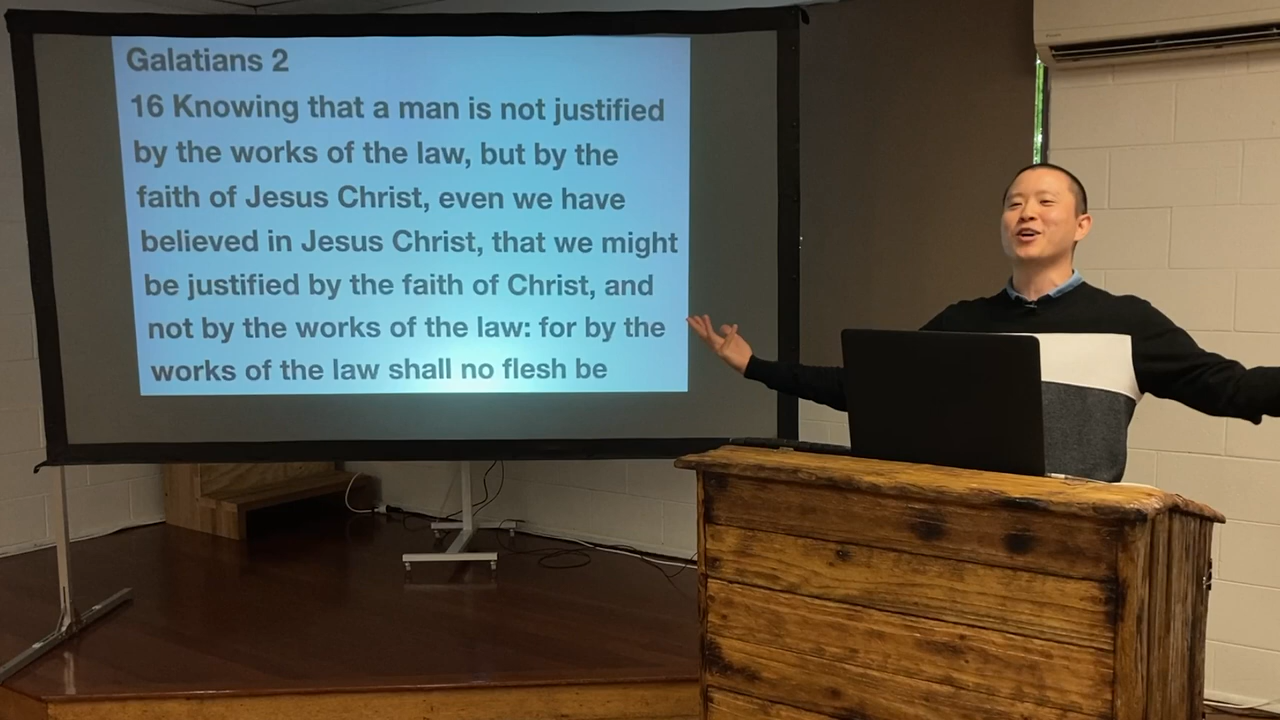 Galatians 2
16 Knowing that a man is not justified
by the works of the law, but by the
faith of Jesus Christ, even we have
believed in Jesus Christ, that we might
be justified by the faith of Christ, and
not by the works of the law: for by the
works of the law shall no flesh be